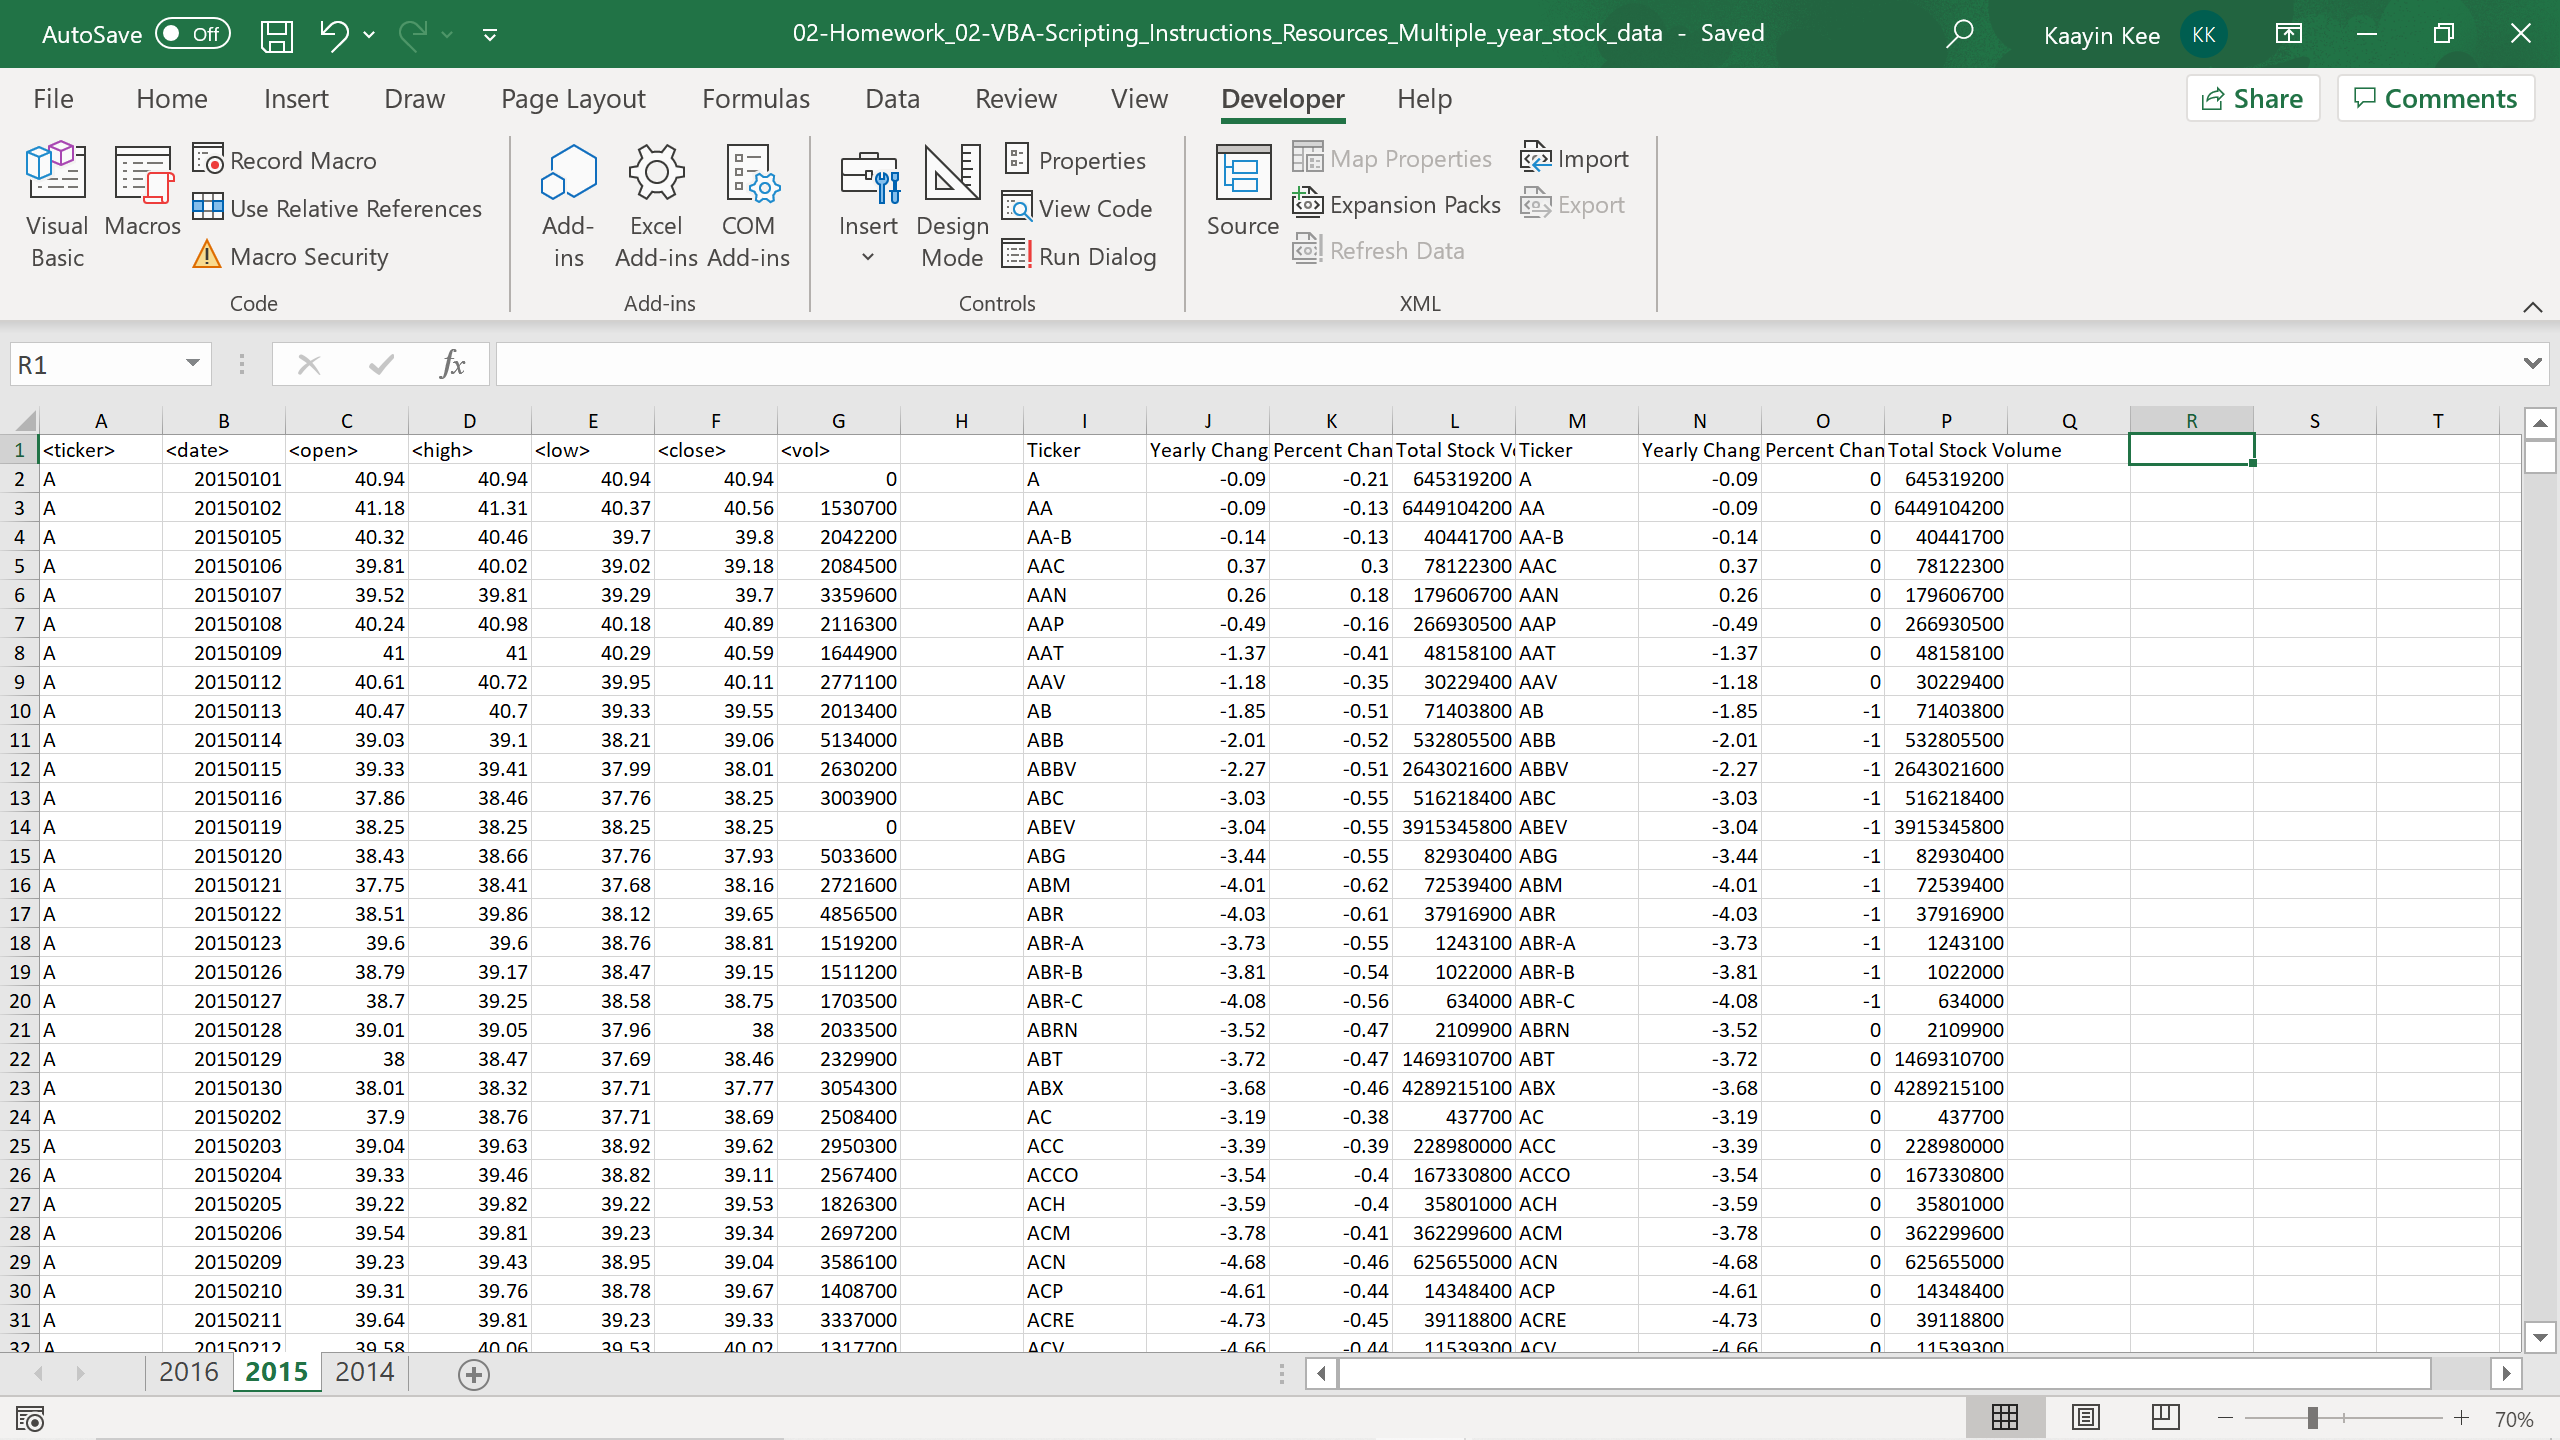 AutoSave Off 02-Homework_02-VBA-Scripting_Instructions_Resources_Multiple_year_stock_data - Saved Kaayin Kee KK
File Home Insert Draw Page Layout Formulas Data Review View Developer Help Share Comments
Visual Basic Macros Record Macro Use Relative References Macro Security
Add-ins Excel Add-ins COM Add-ins
Insert Design Mode Properties View Code Run Dialog
Source Map Properties Expansion Packs Refresh Data Import Export
Code Add-ins Controls XML
R1 fx
A B C D E F G H I J K L M N O P Q R S T
1 <ticker> <date> <open> <high> <low> <close> <vol> Ticker Yearly Chang Percent Chan Total Stock V Ticker Yearly Chang Percent Chan Total Stock Volume
2 A 20150101 40.94 40.94 40.94 40.94 0 A -0.09 -0.21 645319200 A -0.09 0 645319200
3 A 20150102 41.18 41.31 40.37 40.56 1530700 AA -0.09 -0.13 6449104200 AA -0.09 0 6449104200
4 A 20150105 40.32 40.46 39.7 39.8 2042200 AA-B -0.14 -0.13 40441700 AA-B -0.14 0 40441700
5 A 20150106 39.81 40.02 39.02 39.18 2084500 AAC 0.37 0.3 78122300 AAC 0.37 0 78122300
6 A 20150107 39.52 39.81 39.29 39.7 3359600 AAN 0.26 0.18 179606700 AAN 0.26 0 179606700
7 A 20150108 40.24 40.98 40.18 40.89 2116300 AAP -0.49 -0.16 266930500 AAP -0.49 0 266930500
8 A 20150109 41 41 40.29 40.59 1644900 AAT -1.37 -0.41 48158100 AAT -1.37 0 48158100
9 A 20150112 40.61 40.72 39.95 40.11 2771100 AAV -1.18 -0.35 30229400 AAV -1.18 0 30229400
10 A 20150113 40.47 40.7 39.33 39.55 2013400 AB -1.85 -0.51 71403800 AB -1.85 -1 71403800
11 A 20150114 39.03 39.1 38.21 39.06 5134000 ABB -2.01 -0.52 532805500 ABB -2.01 -1 532805500
12 A 20150115 39.33 39.41 37.99 38.01 2630200 ABBV -2.27 -0.51 2643021600 ABBV -2.27 -1 2643021600
13 A 20150116 37.86 38.46 37.76 38.25 3003900 ABC -3.03 -0.55 516218400 ABC -3.03 -1 516218400
14 A 20150119 38.25 38.25 38.25 38.25 0 ABEV -3.04 -0.55 3915345800 ABEV -3.04 -1 3915345800
15 A 20150120 38.43 38.66 37.76 37.93 5033600 ABG -3.44 -0.55 82930400 ABG -3.44 -1 82930400
16 A 20150121 37.75 38.41 37.68 38.16 2721600 ABM -4.01 -0.62 72539400 ABM -4.01 -1 72539400
17 A 20150122 38.51 39.86 38.12 39.65 4856500 ABR -4.03 -0.61 37916900 ABR -4.03 -1 37916900
18 A 20150123 39.6 39.6 38.76 38.81 1519200 ABR-A -3.73 -0.55 1243100 ABR-A -3.73 -1 1243100
19 A 20150126 38.79 39.17 38.47 39.15 1511200 ABR-B -3.81 -0.54 1022000 ABR-B -3.81 -1 1022000
20 A 20150127 38.7 39.25 38.58 38.75 1703500 ABR-C -4.08 -0.56 634000 ABR-C -4.08 -1 634000
21 A 20150128 39.01 39.05 37.96 38 2033500 ABRN -3.52 -0.47 2109900 ABRN -3.52 0 2109900
22 A 20150129 38 38.47 37.69 38.46 2329900 ABT -3.72 -0.47 1469310700 ABT -3.72 0 1469310700
23 A 20150130 38.01 38.32 37.71 37.77 3054300 ABX -3.68 -0.46 4289215100 ABX -3.68 0 4289215100
24 A 20150202 37.9 38.76 37.71 38.69 2508400 AC -3.19 -0.38 437700 AC -3.19 0 437700
25 A 20150203 39.04 39.63 38.92 39.62 2950300 ACC -3.39 -0.39 228980000 ACC -3.39 0 228980000
26 A 20150204 39.33 39.46 38.82 39.11 2567400 ACCO -3.54 -0.4 167330800 ACCO -3.54 0 167330800
27 A 20150205 39.22 39.82 39.22 39.53 1826300 ACH -3.59 -0.4 35801000 ACH -3.59 0 35801000
28 A 20150206 39.54 39.81 39.23 39.34 2697200 ACM -3.78 -0.41 362299600 ACM -3.78 0 362299600
29 A 20150209 39.23 39.43 38.95 39.04 3586100 ACN -4.68 -0.46 625655000 ACN -4.68 0 625655000
30 A 20150210 39.31 39.76 38.78 39.67 1408700 ACP -4.61 -0.44 14348400 ACP -4.61 0 14348400
31 A 20150211 39.64 39.81 39.23 39.33 3337000 ACRE -4.73 -0.45 39118800 ACRE -4.73 0 39118800
32 A 20150212 39.58 40.06 39.53 40.02 1317700 ACV -4.66 -0.44 11539300 ACV -4.66 0 11539300
2016 2015 2014
70%